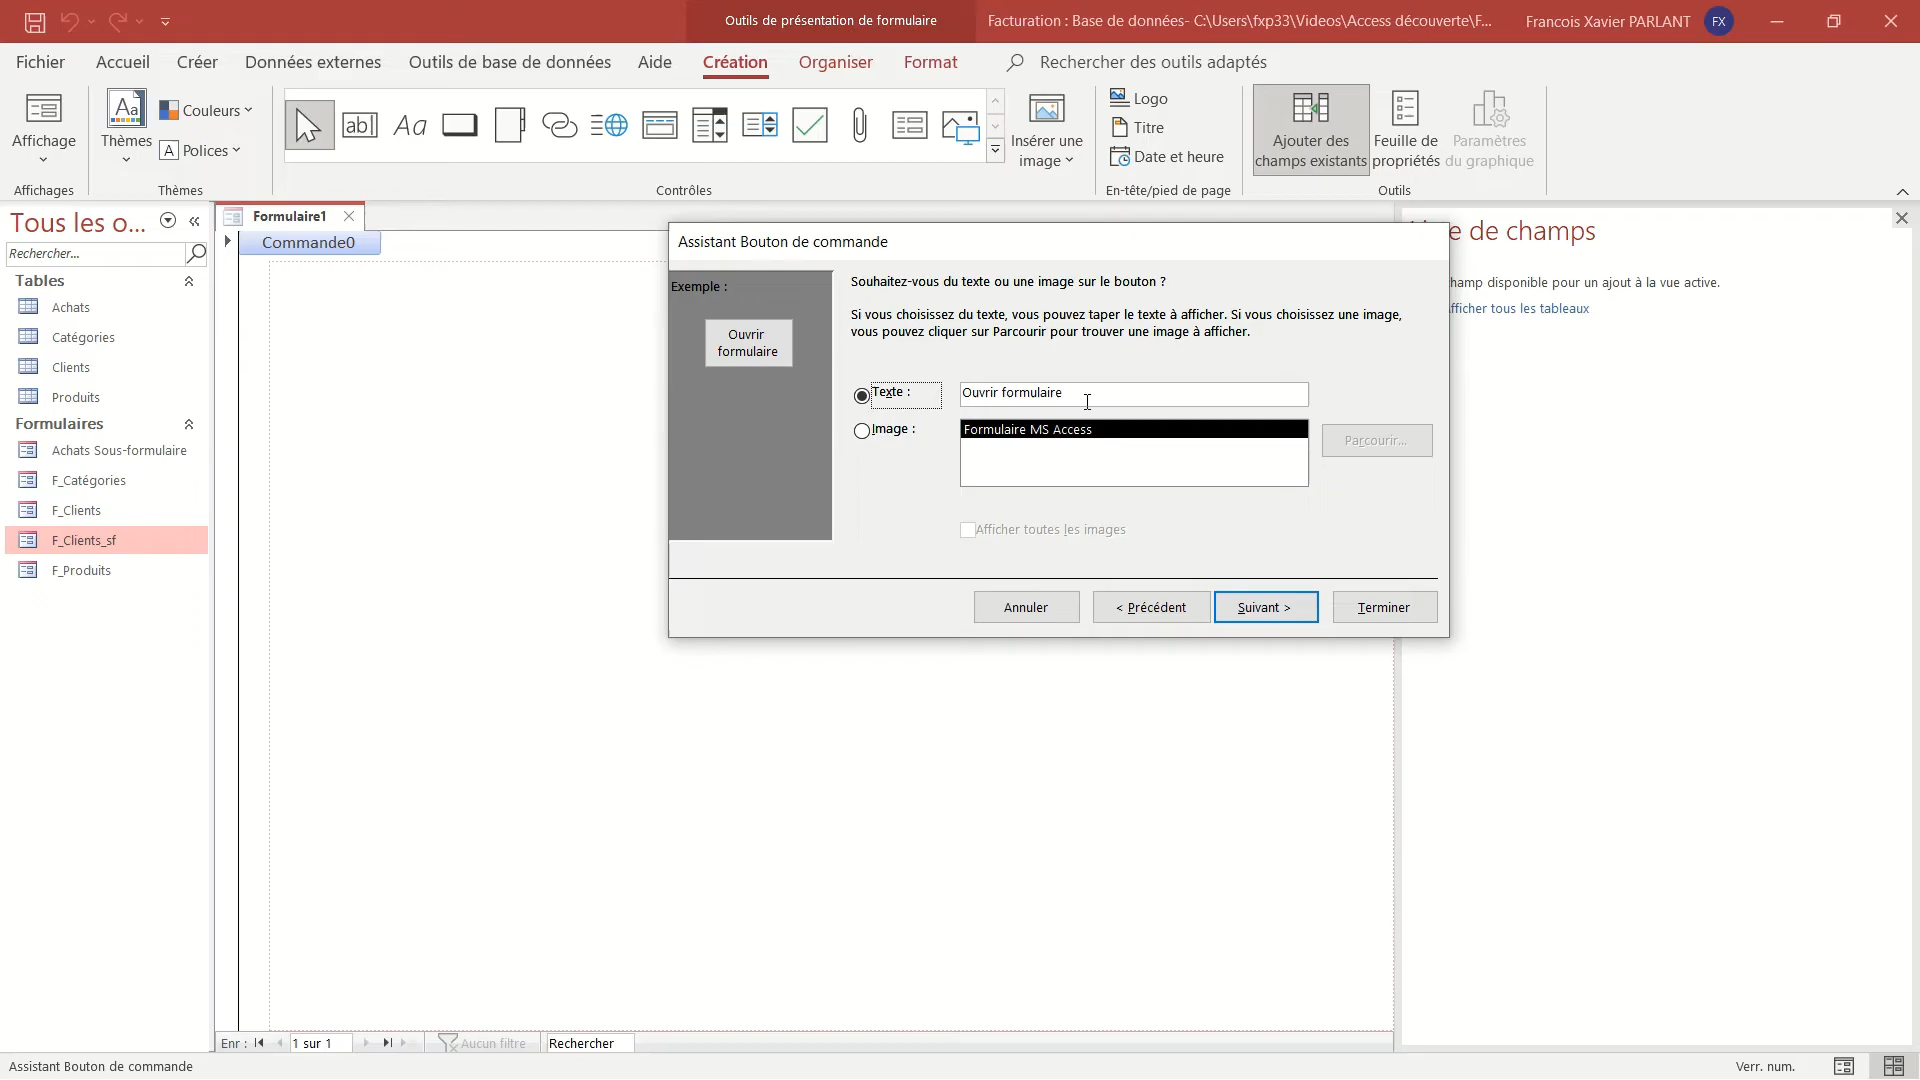 Outils de présentation de formulaire
Facturation : Base de données- C:\Users\fxp33\Videos\Access découverte\F...
Francois Xavier PARLANT
FX
Fichier
Accueil
Créer
Données externes
Outils de base de données
Aide
Création
Organiser
Format
Rechercher des outils adaptés
Affichage
Affichages
Aa
Thèmes
Couleurs
A Polices
Thèmes
ab
Aa
Contrôles
Insérer une
image
Logo
Titre
Date et heure
En-tête/pied de page
Ajouter des
champs existants
Feuille de
propriétés
Paramètres
du graphique
Outils
Tous les o...
Rechercher...
Tables
Achats
Catégories
Clients
Produits
Formulaires
Achats Sous-formulaire
F_Catégories
F_Clients
F_Clients_sf
F_Produits
Formulaire1
Commande0
Assistant Bouton de commande
Exemple :
Ouvrir
formulaire
Souhaitez-vous du texte ou une image sur le bouton ?
Si vous choisissez du texte, vous pouvez taper le texte à afficher. Si vous choisissez une image,
vous pouvez cliquer sur Parcourir pour trouver une image à afficher.
Texte :
Ouvrir formulaire
Image :
Formulaire MS Access
Parcourir...
Afficher toutes les images
Annuler
< Précédent
Suivant >
Terminer
e de champs
hamp disponible pour un ajout à la vue active.
fficher tous les tableaux
Enr :
1 sur 1
Aucun filtre
Rechercher
Assistant Bouton de commande
Verr. num.